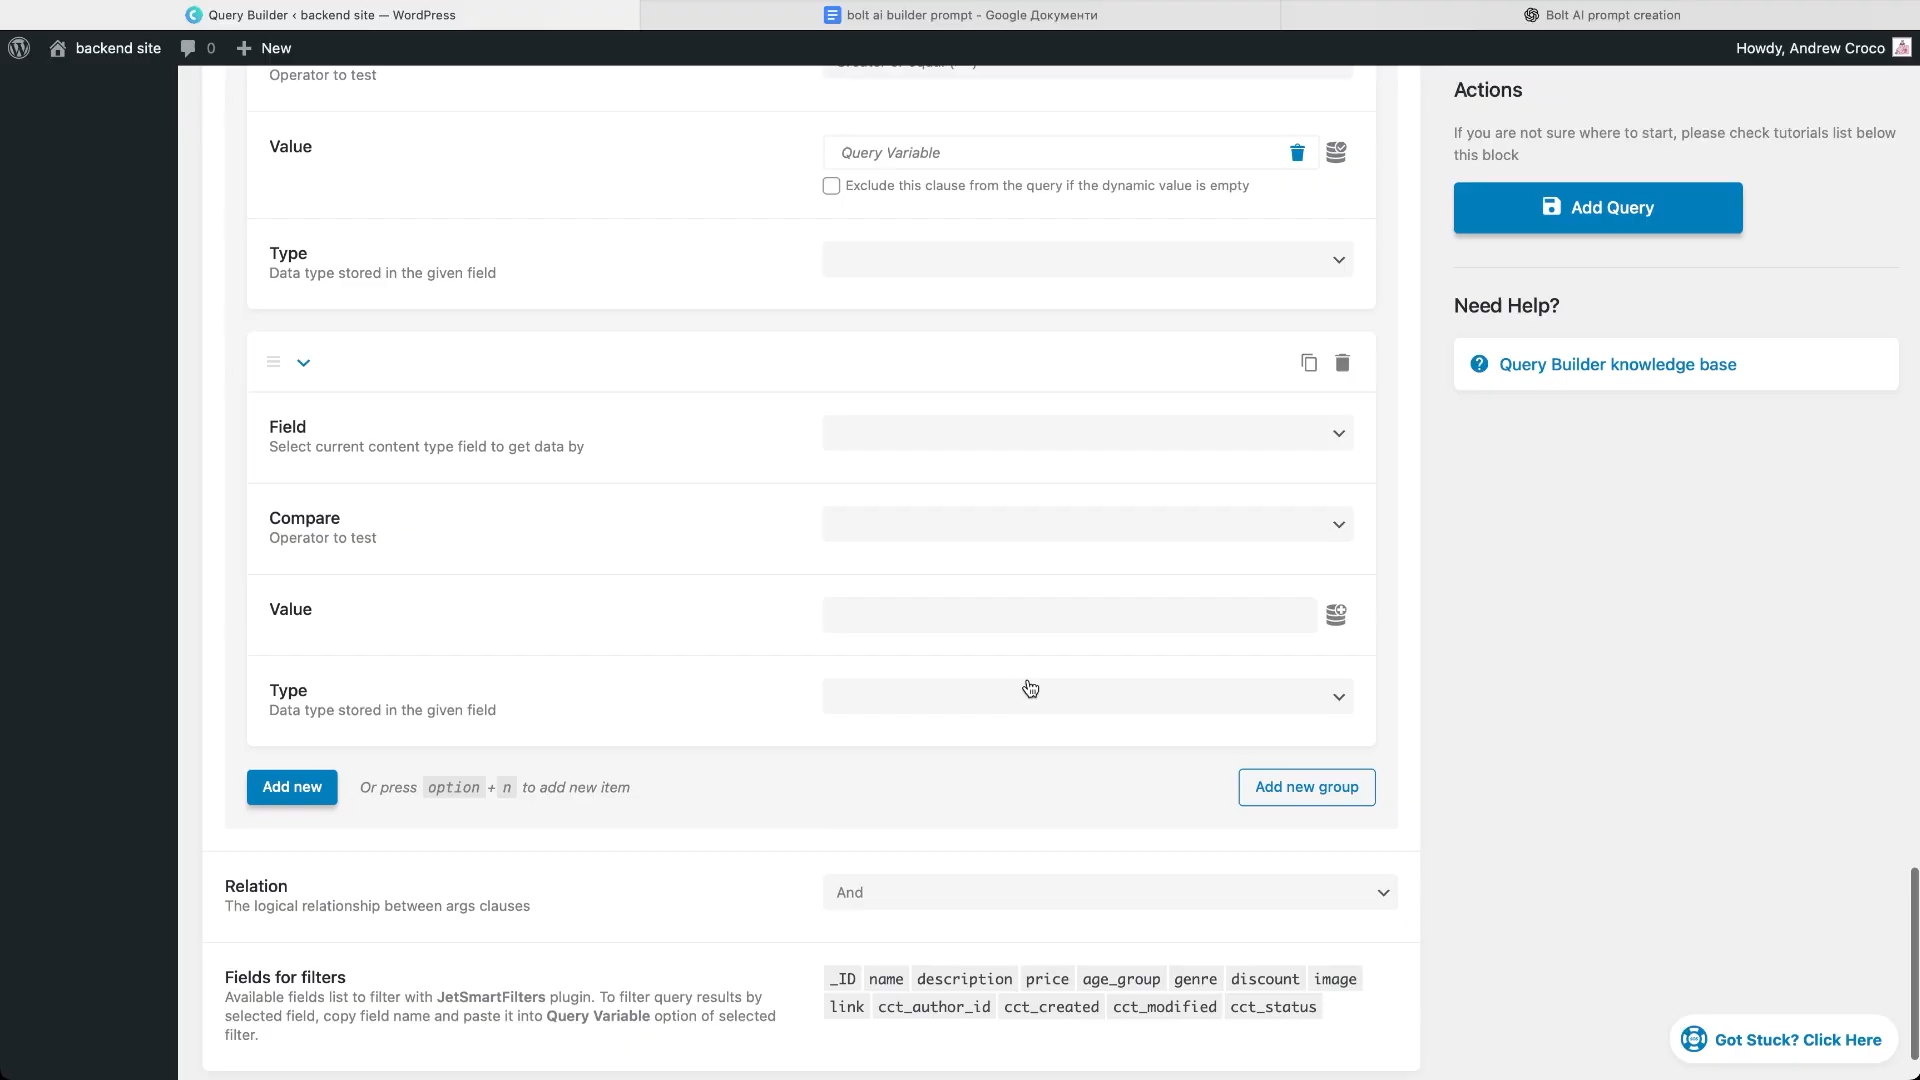 Query Builder ‹ backend site — WordPress
bolt ai builder prompt - Google Документи
Bolt AI prompt creation
backend site
0
New
Howdy, Andrew Croco
Operator to test
Value
Query Variable
Exclude this clause from the query if the dynamic value is empty
Type
Data type stored in the given field
Field
Select current content type field to get data by
Compare
Operator to test
Value
Type
Data type stored in the given field
Add new
Or press option + n to add new item
Add new group
Relation
The logical relationship between args clauses
And
Fields for filters
Available fields list to filter with JetSmartFilters plugin. To filter query results by
selected field, copy field name and paste it into Query Variable option of selected
filter.
_ID name description price age_group genre discount image
link cct_author_id cct_created cct_modified cct_status
Actions
If you are not sure where to start, please check tutorials list below
this block
Add Query
Need Help?
Query Builder knowledge base
Got Stuck? Click Here